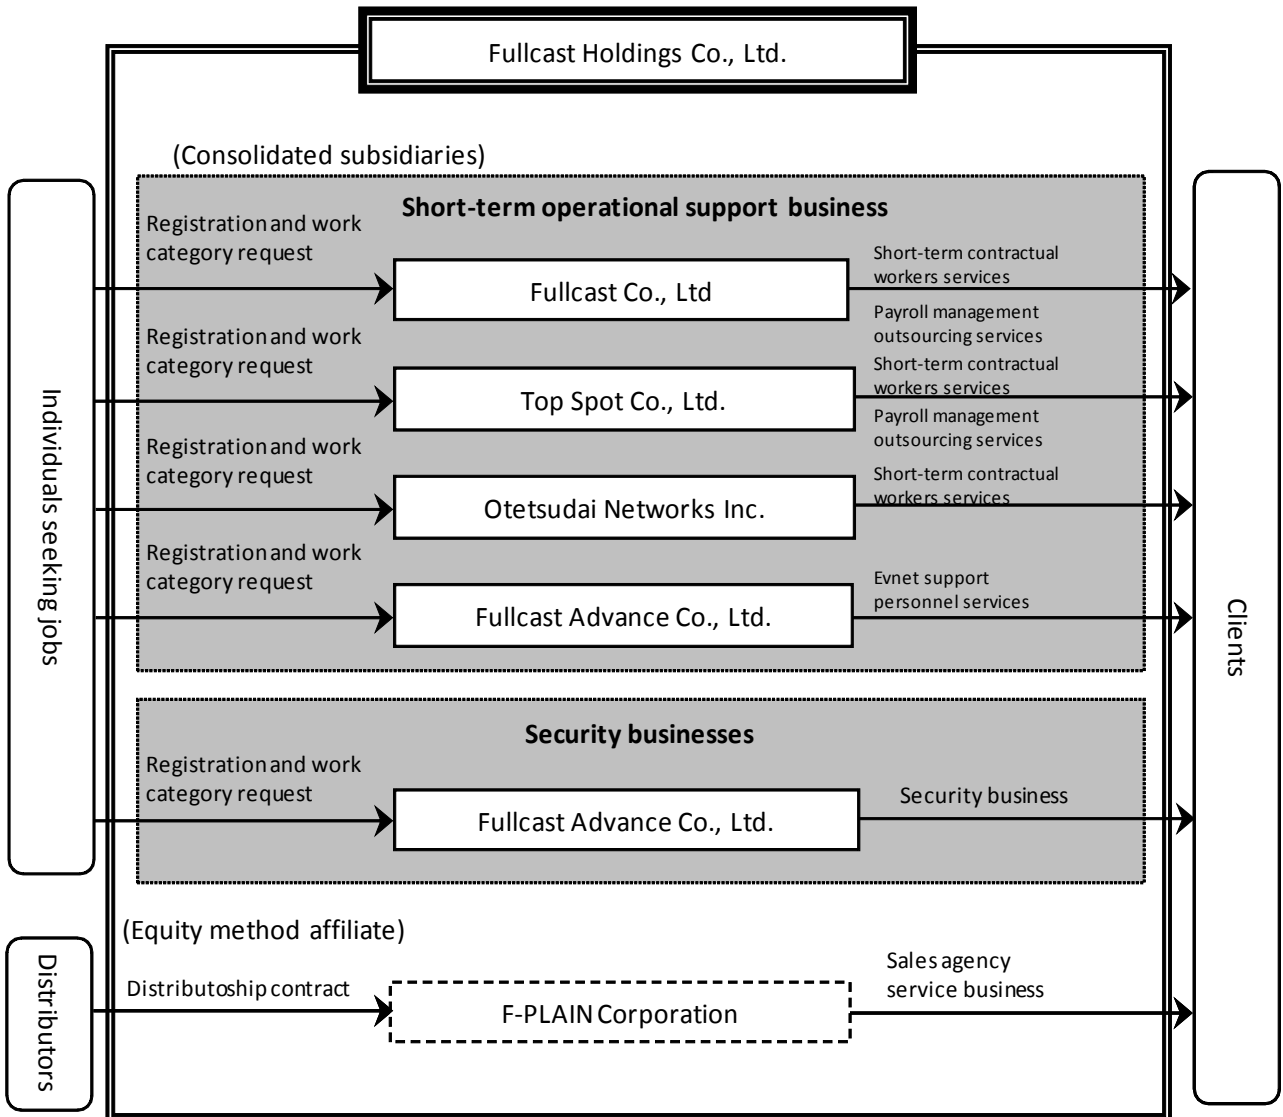 Fullcast Holdings Co., Ltd.
(Consolidated subsidiaries)
Short-term operational support business
Individuals seeking jobs
Registration and work
category request
Fullcast Co., Ltd
Short-term contractual
workers services
Payroll management
outsourcing services
Registration and work
category request
Top Spot Co., Ltd.
Short-term contractual
workers services
Payroll management
outsourcing services
Registration and work
category request
Otetsudai Networks Inc.
Short-term contractual
workers services
Registration and work
category request
Fullcast Advance Co., Ltd.
Evnet support
personnel services
Clients
Security businesses
Registration and work
category request
Fullcast Advance Co., Ltd.
Security business
(Equity method affiliate)
Distributors
Distributoship contract
F-PLAIN Corporation
Sales agency
service business